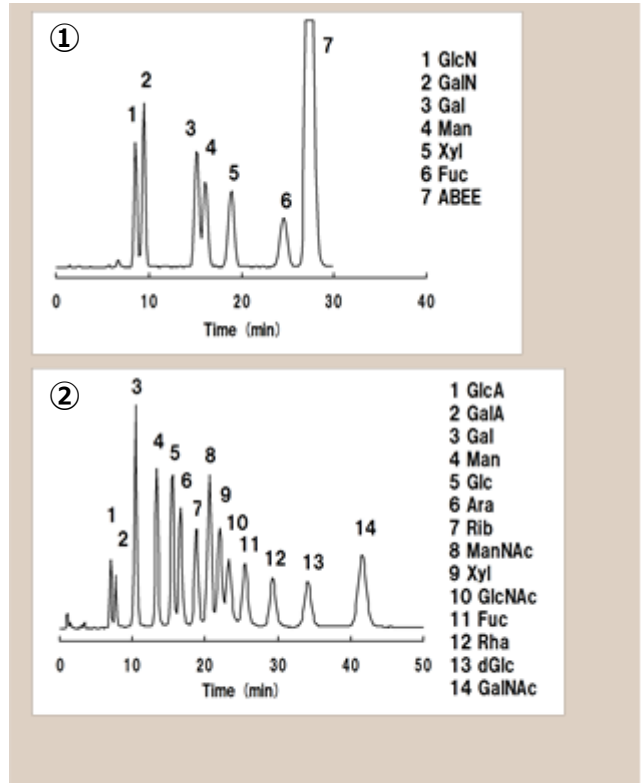 ①
7
2
1
3
4
5
6
1 GlcN
2 GalN
3 Gal
4 Man
5 Xyl
6 Fuc
7 ABEE
0 10 20 30 40
Time (min)
②
3
4
5
6
8
9
1
2
7
10
11
12
13
14
1 GlcA
2 GalA
3 Gal
4 Man
5 Glc
6 Ara
7 Rib
8 ManNAc
9 Xyl
10 GlcNAc
11 Fuc
12 Rha
13 dGlc
14 GalNAc
0 10 20 30 40 50
Time (min)